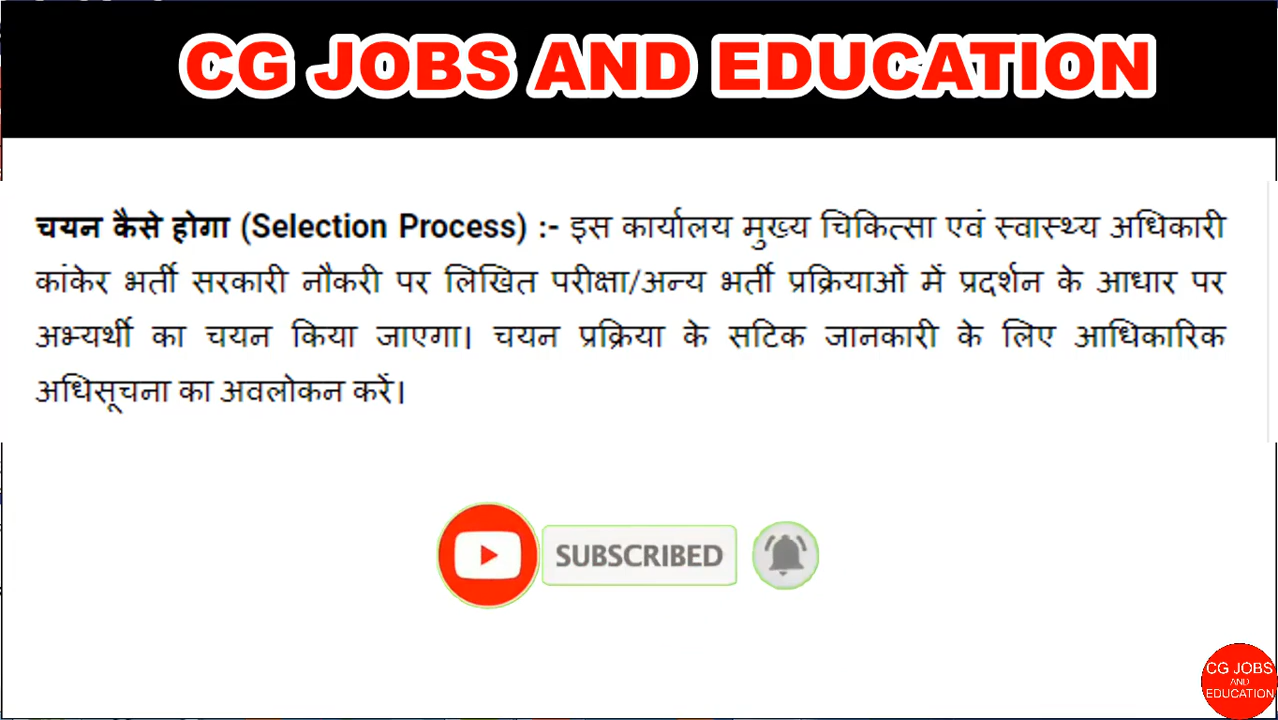 CG JOBS AND EDUCATION
चयन कैसे होगा (Selection Process) :- इस कार्यालय मुख्य चिकित्सा एवं स्वास्थ्य अधिकारी
कांकेर भर्ती सरकारी नौकरी पर लिखित परीक्षा/अन्य भर्ती प्रक्रियाओं में प्रदर्शन के आधार पर
अभ्यर्थी का चयन किया जाएगा। चयन प्रक्रिया के सटिक जानकारी के लिए आधिकारिक
अधिसूचना का अवलोकन करें।
SUBSCRIBED
CG JOBS
AND
EDUCATION